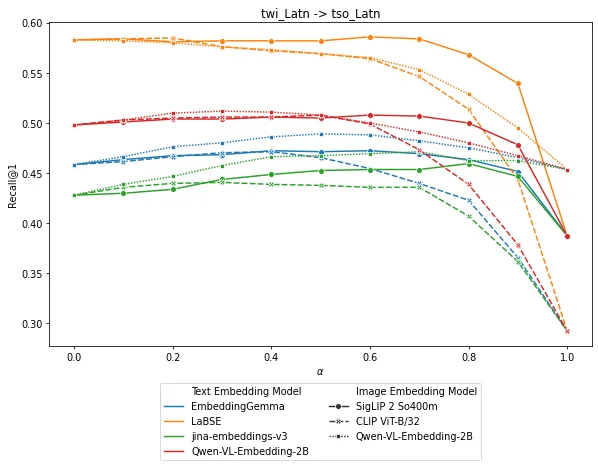 twi_Latn -> tso_Latn
Recall@1
0.60
0.55
0.50
0.45
0.40
0.35
0.30
0.0 0.2 0.4 0.6 0.8 1.0
α
Text Embedding Model Image Embedding Model
EmbeddingGemma SigLIP 2 So400m
LaBSE CLIP ViT-B/32
jina-embeddings-v3 Qwen-VL-Embedding-2B
Qwen-VL-Embedding-2B